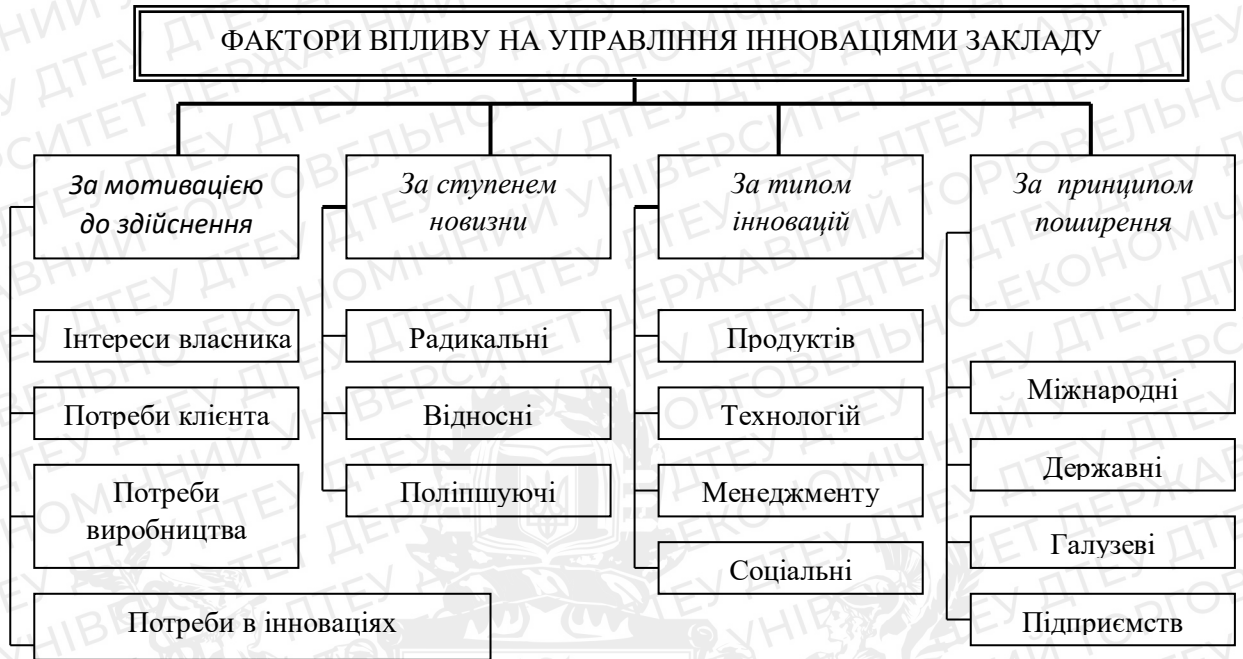 ФАКТОРИ ВПЛИВУ НА УПРАВЛІННЯ ІННОВАЦІЯМИ ЗАКЛАДУ
За мотивацією
до здійснення
Інтереси власника
Потреби клієнта
Потреби
виробництва
Потреби в інноваціях
За ступенем
новизни
Радикальні
Відносні
Поліпшуючі
За типом
інновацій
Продуктів
Технологій
Менеджменту
Соціальні
За принципом
поширення
Міжнародні
Державні
Галузеві
Підприємств